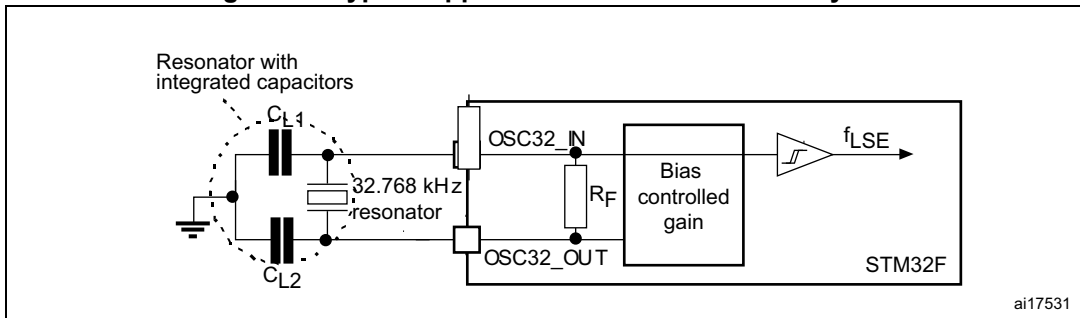 Resonator with
integrated capacitors
CL1
OSC32_IN
fLSE
32.768 kHz
resonator
RF
Bias
controlled
gain
OSC32_OUT
CL2
STM32F
ai17531